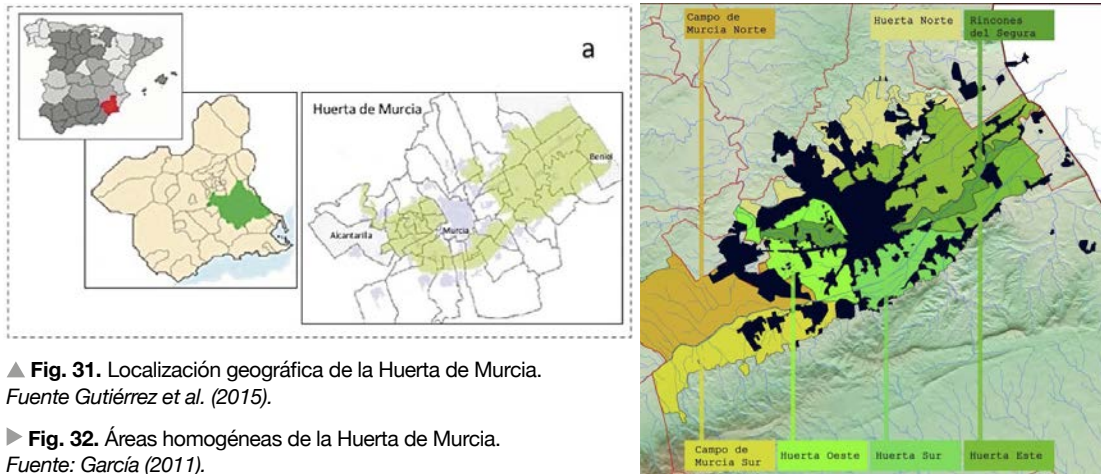 a
Huerta de Murcia
Beniel
Murcia
Alcantarilla
▲ Fig. 31. Localización geográfica de la Huerta de Murcia.
Fuente Gutiérrez et al. (2015).
▶ Fig. 32. Áreas homogéneas de la Huerta de Murcia.
Fuente: García (2011).
Campo de
Murcia Norte
Huerta Norte
Rincones
del Segura
Campo de
Murcia Sur
Huerta Oeste
Huerta Sur
Huerta Este